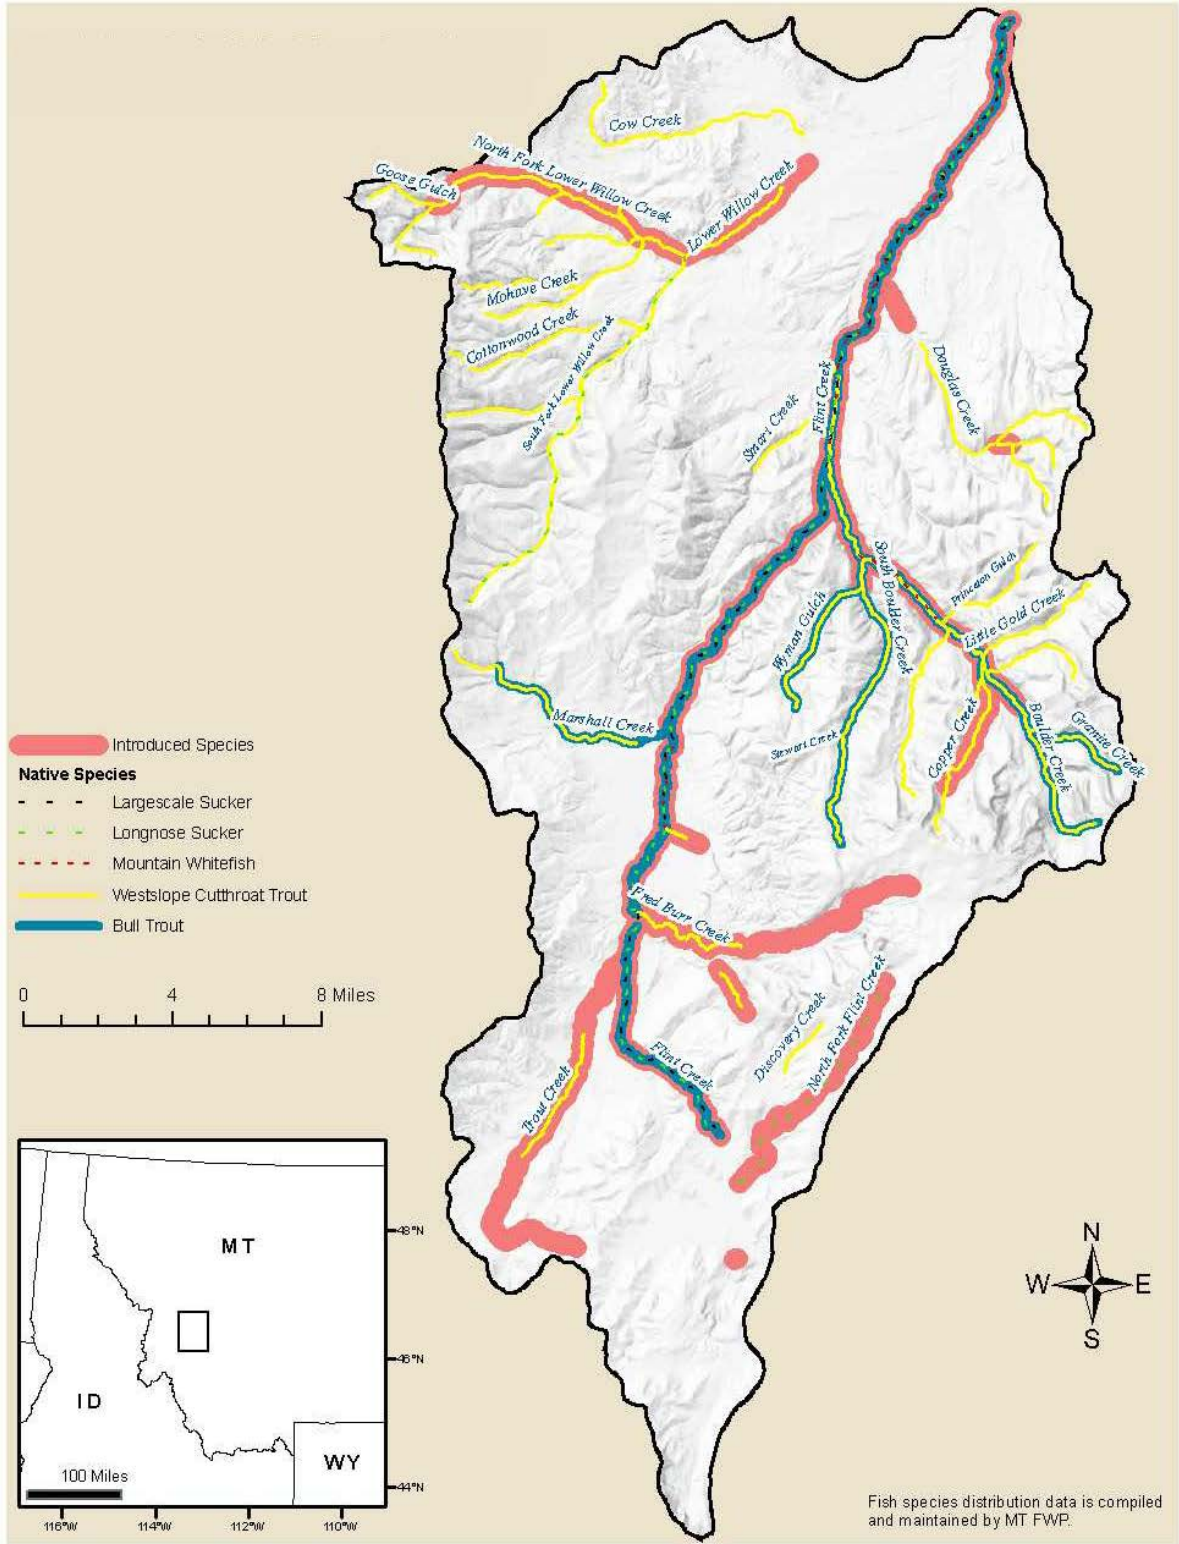 Cow Creek
North Fork Lower Willow Creek
Goose Gulch
Lower Willow Creek
Mohave Creek
Cottonwood Creek
South Fork Lower Willow Creek
Flint Creek
Douglas Creek
Smart Creek
South Boulder Creek
Princeton Gulch
Little Gold Creek
Wyman Gulch
Marshall Creek
Stewart Creek
Copper Creek
Boulder Creek
Granite Creek
Introduced Species
Native Species
Largescale Sucker
Longnose Sucker
Mountain Whitefish
Westslope Cutthroat Trout
Bull Trout
Fred Burr Creek
0 4 8 Miles
Discovery Creek
North Fork Flint Creek
Flint Creek
Trout Creek
MT
ID
WY
100 Miles
48°N
46°N
44°N
116°W 114°W 112°W 110°W
N
W E
S
Fish species distribution data is compiled
and maintained by MT FWP.